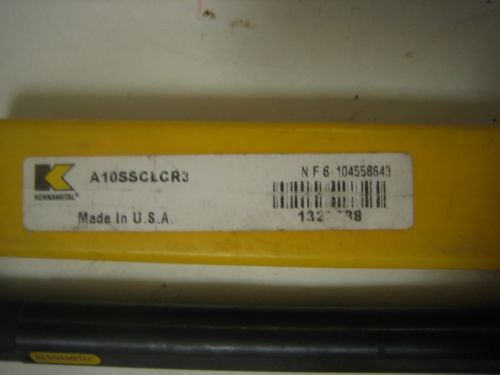 A10SSCLCR3
N F 6 104558643
KENNAMETAL
Made In U.S.A.
KENNAMETAL